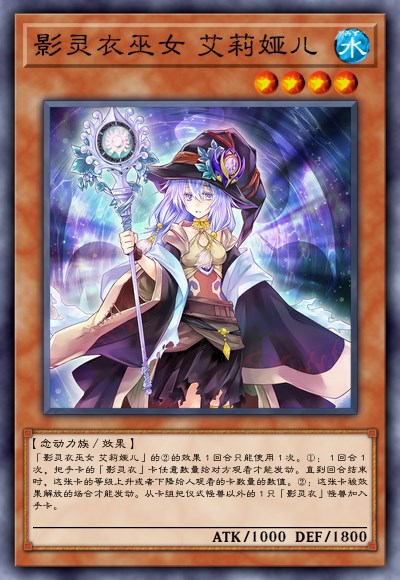 影灵衣巫女 艾莉娅儿
水
【念动力族／效果】
「影灵衣巫女 艾莉娅儿」的②的效果1回合只能使用1次。①：1回合1
次，把手卡的「影灵衣」卡任意数量给对方观看才能发动。直到回合结束
时，这张卡的等级上升或者下降给人观看的卡数量的数值。②：这张卡被效
果解放的场合才能发动。从卡组把仪式怪兽以外的1只「影灵衣」怪兽加入
手卡。
ATK/1000 DEF/1800